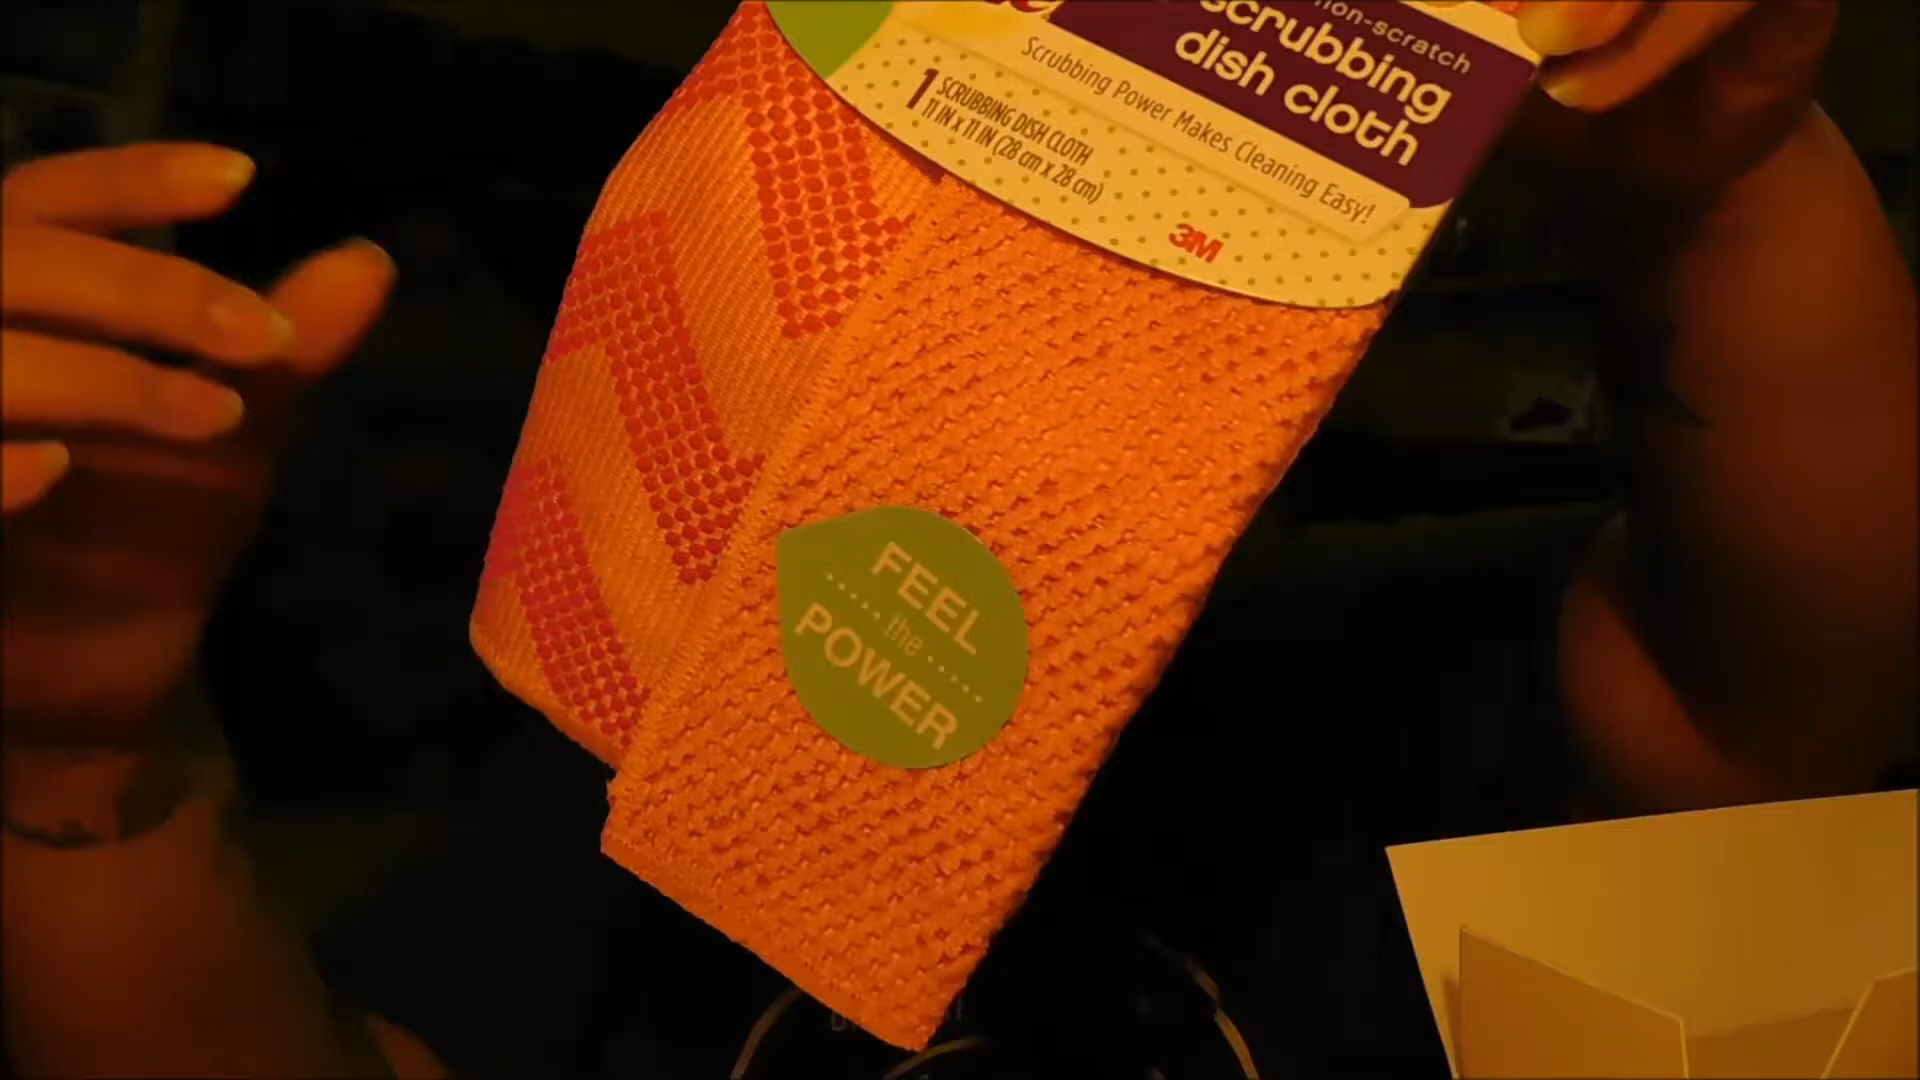 non-scratch
scrubbing
dish cloth
Scrubbing Power Makes Cleaning Easy!
1 SCRUBBING DISH CLOTH
11 IN x 11 IN (28 cm x 28 cm)
3M
FEEL
the
POWER